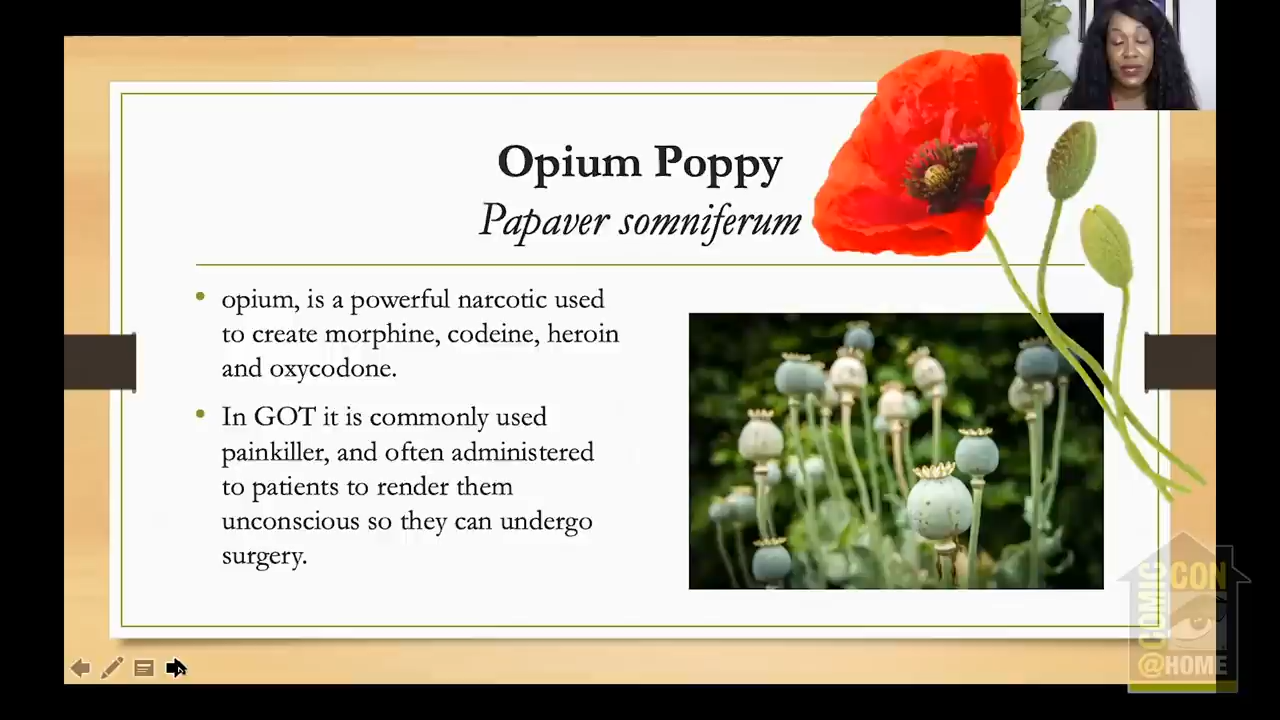 Opium Poppy
Papaver somniferum
• opium, is a powerful narcotic used
to create morphine, codeine, heroin
and oxycodone.
• In GOT it is commonly used
painkiller, and often administered
to patients to render them
unconscious so they can undergo
surgery.
COMIC
CON
@HOME